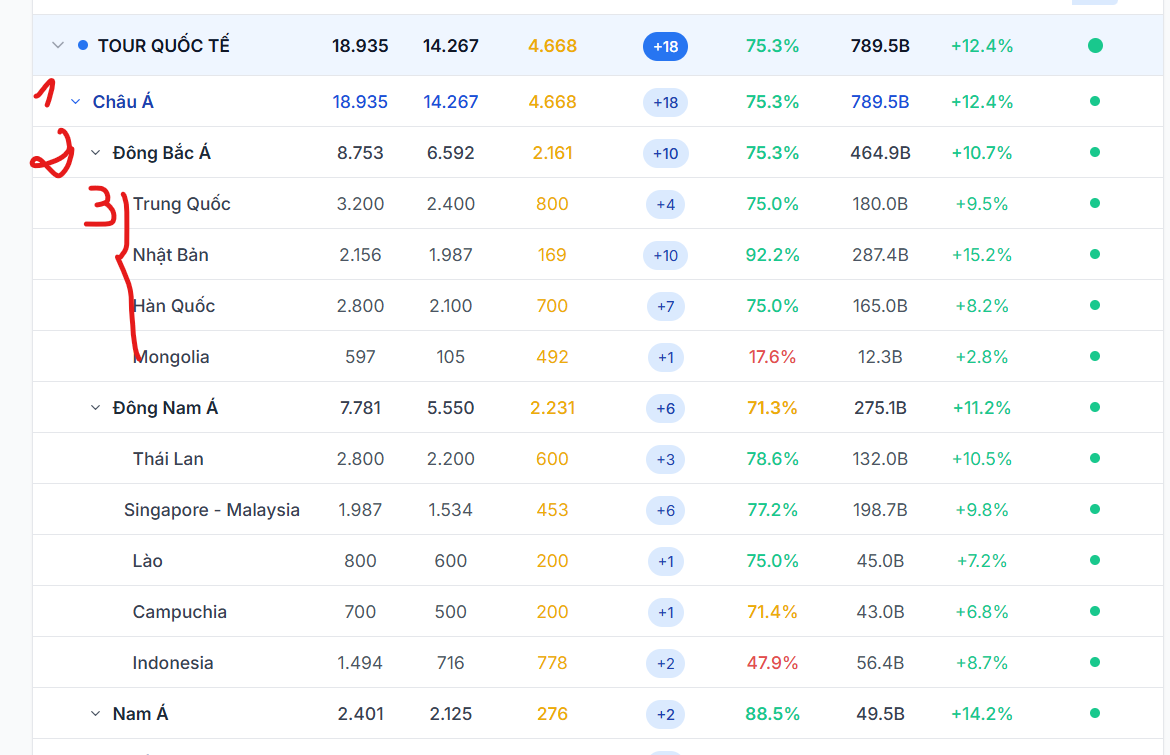 TOUR QUỐC TẾ 18.935 14.267 4.668 +18 75.3% 789.5B +12.4%
1 Châu Á 18.935 14.267 4.668 +18 75.3% 789.5B +12.4%
2 Đông Bắc Á 8.753 6.592 2.161 +10 75.3% 464.9B +10.7%
3 Trung Quốc 3.200 2.400 800 +4 75.0% 180.0B +9.5%
Nhật Bản 2.156 1.987 169 +10 92.2% 287.4B +15.2%
Hàn Quốc 2.800 2.100 700 +7 75.0% 165.0B +8.2%
Mongolia 597 105 492 +1 17.6% 12.3B +2.8%
Đông Nam Á 7.781 5.550 2.231 +6 71.3% 275.1B +11.2%
Thái Lan 2.800 2.200 600 +3 78.6% 132.0B +10.5%
Singapore - Malaysia 1.987 1.534 453 +6 77.2% 198.7B +9.8%
Lào 800 600 200 +1 75.0% 45.0B +7.2%
Campuchia 700 500 200 +1 71.4% 43.0B +6.8%
Indonesia 1.494 716 778 +2 47.9% 56.4B +8.7%
Nam Á 2.401 2.125 276 +2 88.5% 49.5B +14.2%